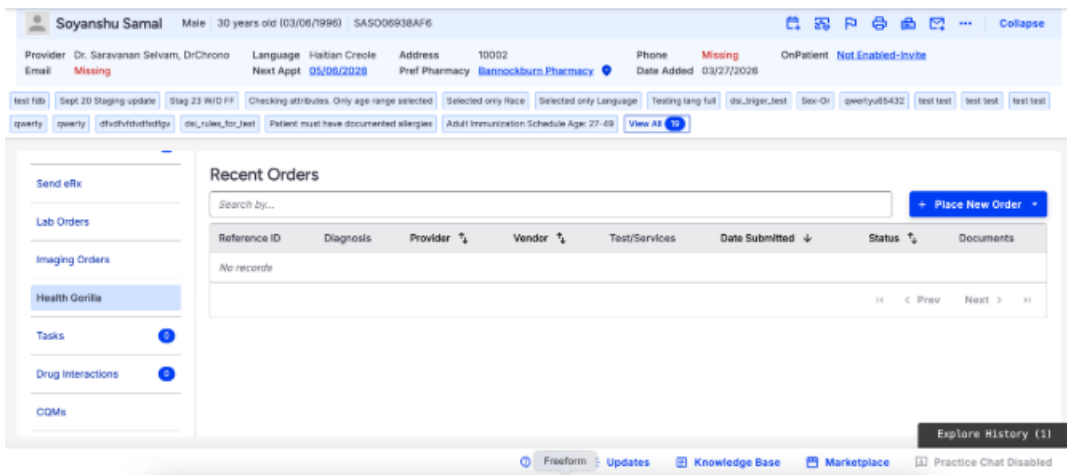 Soyanshu Samal Male 30 years old (03/06/1996) SASO06938AF6 Collapse
Provider Dr. Saravanan Selvam, DrChrono Language Haitian Creole Address 10002 Phone Missing OnPatient Not Enabled-Invite
Email Missing Next Appt 05/06/2026 Pref Pharmacy Bannockburn Pharmacy Date Added 03/27/2026
test fdb Sept 20 Staging update Stag 23 W/D FF Checking attributes. Only age range selected Selected only Race Selected only Language Testing lang full dsi_triger_test Sex-Or qwertyu65432 test test test test test test
qwerty qwerty dsi_rules_for_test Patient must have documented allergies Adult Immunization Schedule Age: 27-49 View All 19
Send eRx
Lab Orders
Imaging Orders
Health Gorilla
Tasks 0
Drug Interactions 0
CQMs
Recent Orders
Search by...
+ Place New Order
Reference ID Diagnosis Provider Vendor Test/Services Date Submitted Status Documents
No records
< Prev Next >
Explore History (1)
Freeform Updates Knowledge Base Marketplace Practice Chat Disabled